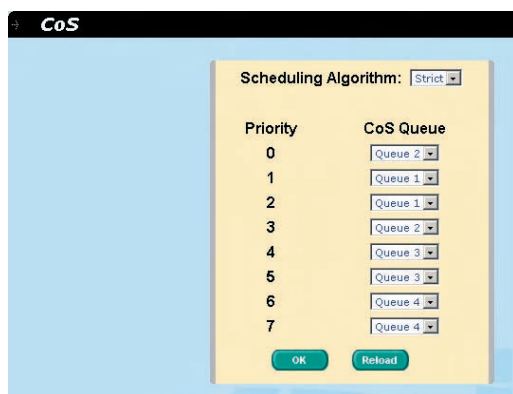 CoS
Scheduling Algorithm: Strict
Priority CoS Queue
0 Queue 2
1 Queue 1
2 Queue 1
3 Queue 2
4 Queue 3
5 Queue 3
6 Queue 4
7 Queue 4
OK Reload